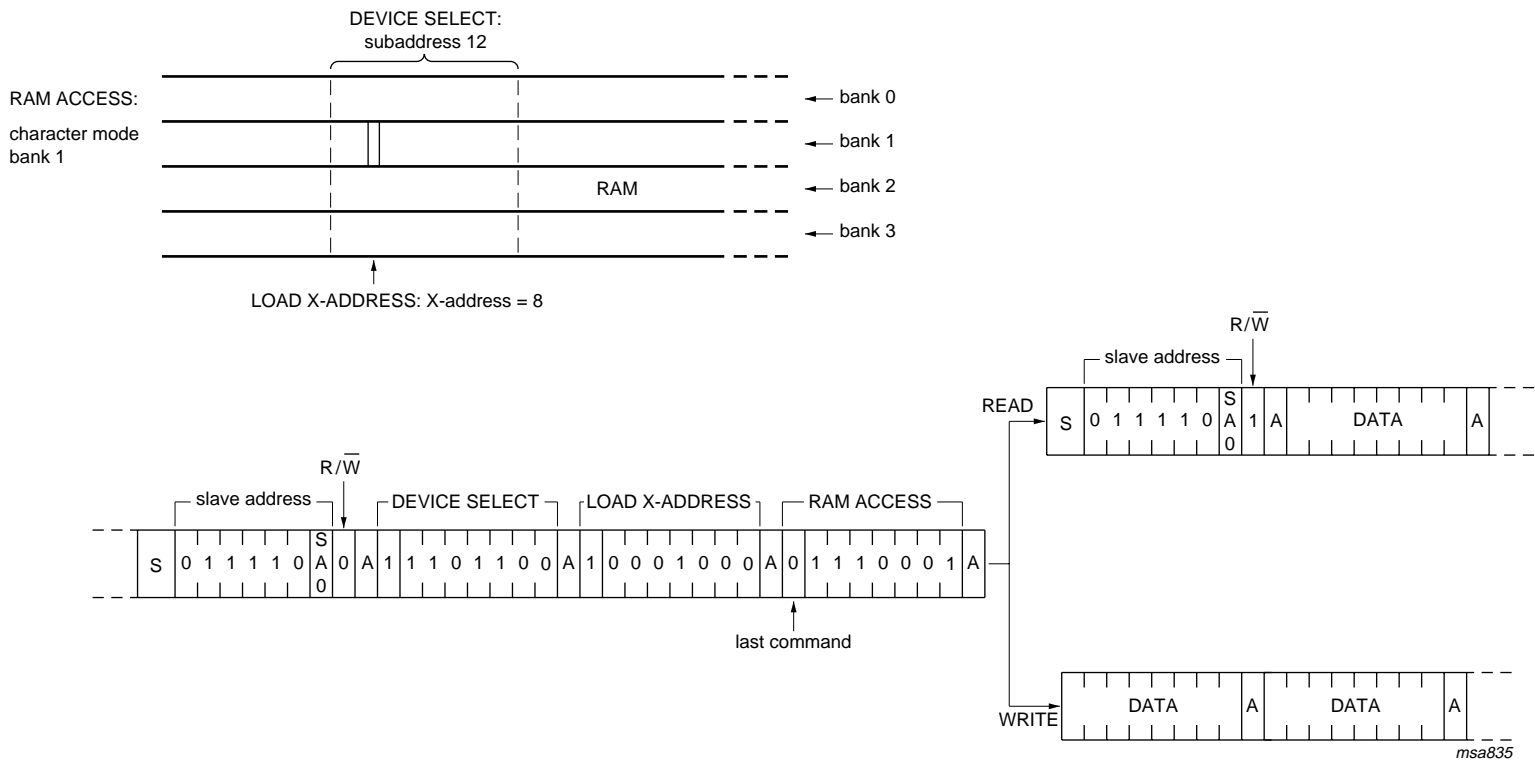 DEVICE SELECT:
subaddress 12
RAM ACCESS:
character mode
bank 1
bank 0
bank 1
RAM
bank 2
bank 3
LOAD X-ADDRESS: X-address = 8
R/W̅
slave address
READ
S 0 1 1 1 1 0 SA0 1 A DATA A
R/W̅
slave address DEVICE SELECT LOAD X-ADDRESS RAM ACCESS
S 0 1 1 1 1 0 SA0 0 A 1 1 1 0 1 1 0 0 A 1 0 0 0 1 0 0 0 A 0 1 1 1 0 0 0 1 A
last command
WRITE
DATA A DATA A
msa835